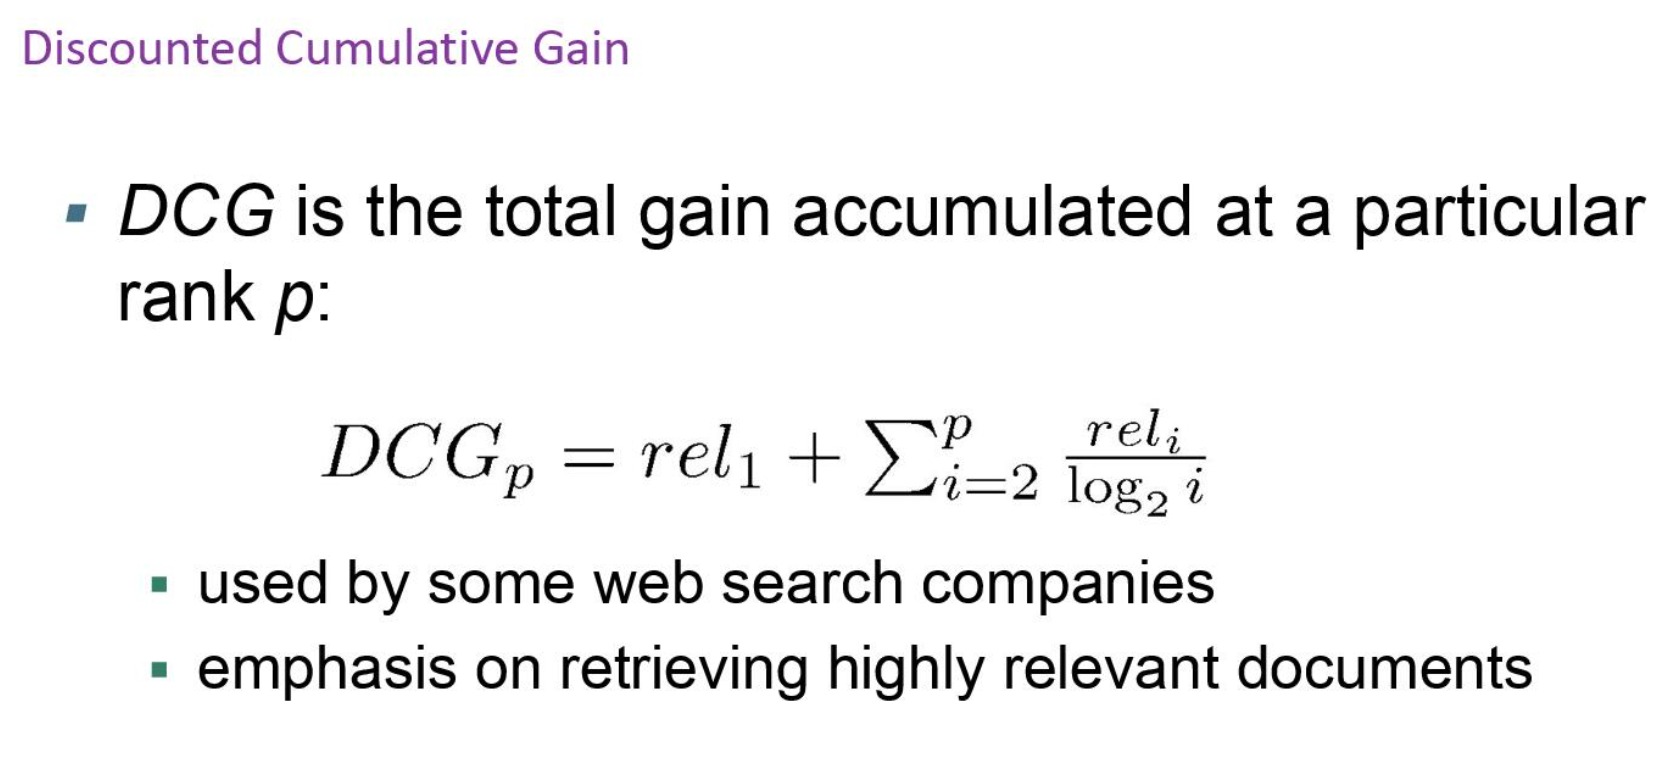 Discounted Cumulative Gain
▪ DCG is the total gain accumulated at a particular
rank p:
$DCG_p = rel_1 + \sum_{i=2}^{p} \frac{rel_i}{\log_2 i}$
▪ used by some web search companies
▪ emphasis on retrieving highly relevant documents